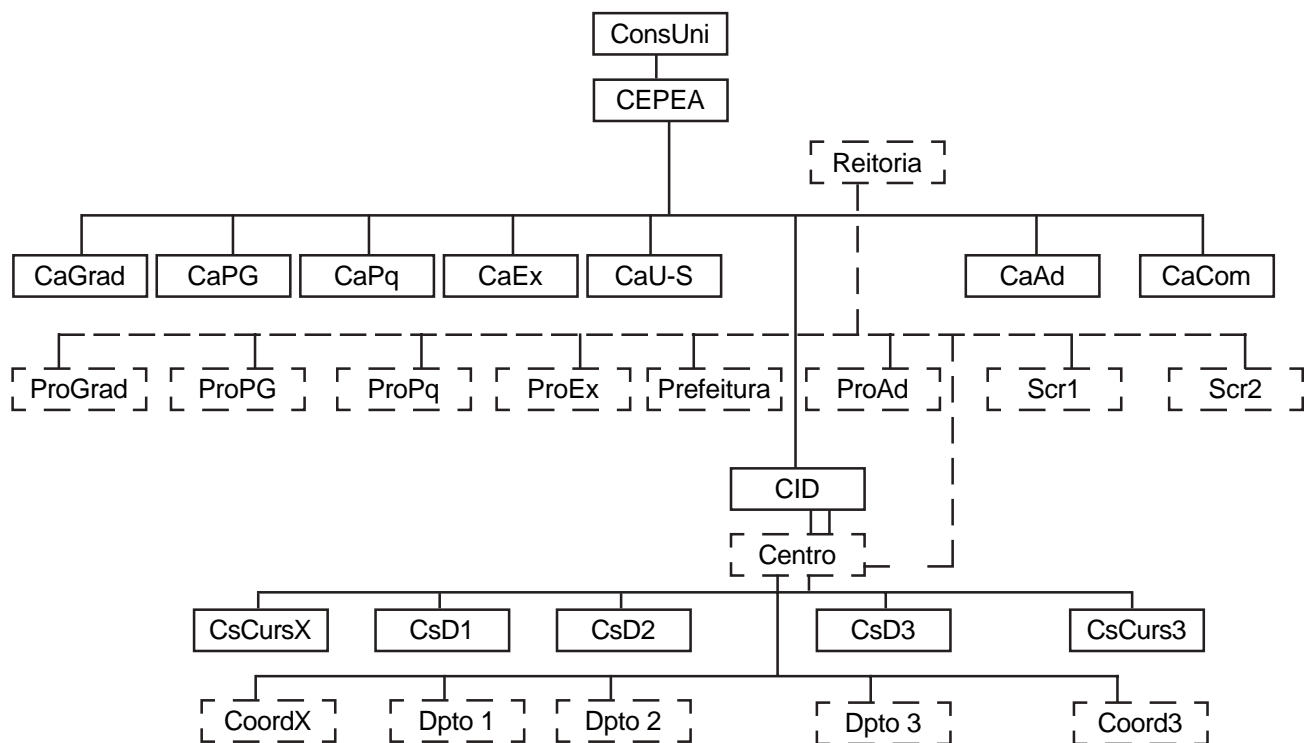 ConsUni
CEPEA
Reitoria
CaGrad CaPG CaPq CaEx CaU-S CaAd CaCom
ProGrad ProPG ProPq ProEx Prefeitura ProAd Scr1 Scr2
CID
Centro
CsCursX CsD1 CsD2 CsD3 CsCurs3
CoordX Dpto 1 Dpto 2 Dpto 3 Coord3